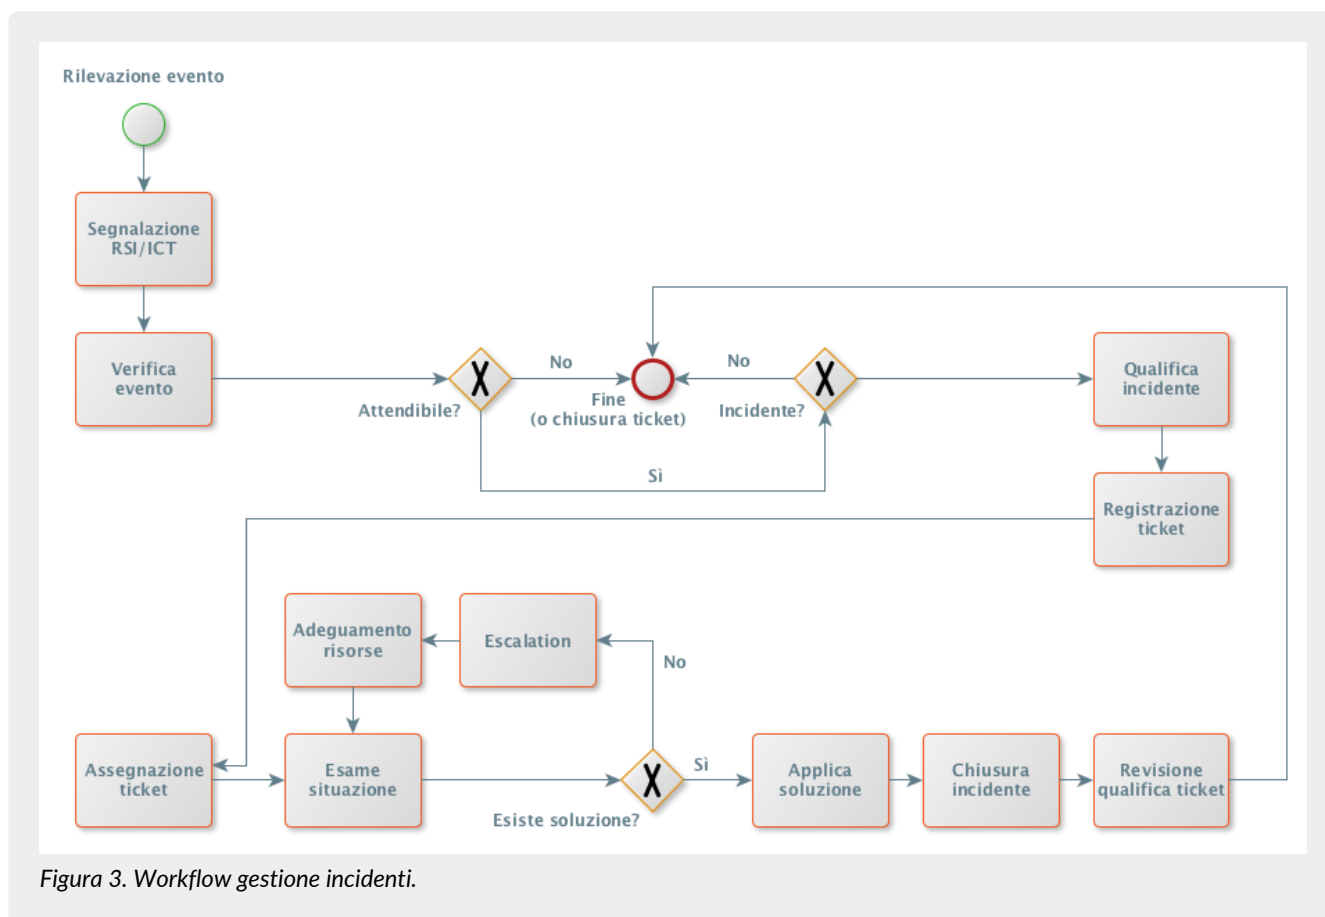 Rilevazione evento
Segnalazione
RSI/ICT
Verifica
evento
Attendibile?
No
Fine
(o chiusura ticket)
No
Incidente?
Sì
Qualifica
incidente
Registrazione
ticket
Adeguamento
risorse
Escalation
No
Assegnazione
ticket
Esame
situazione
Esiste soluzione?
Sì
Applica
soluzione
Chiusura
incidente
Revisione
qualifica ticket
Figura 3. Workflow gestione incidenti.